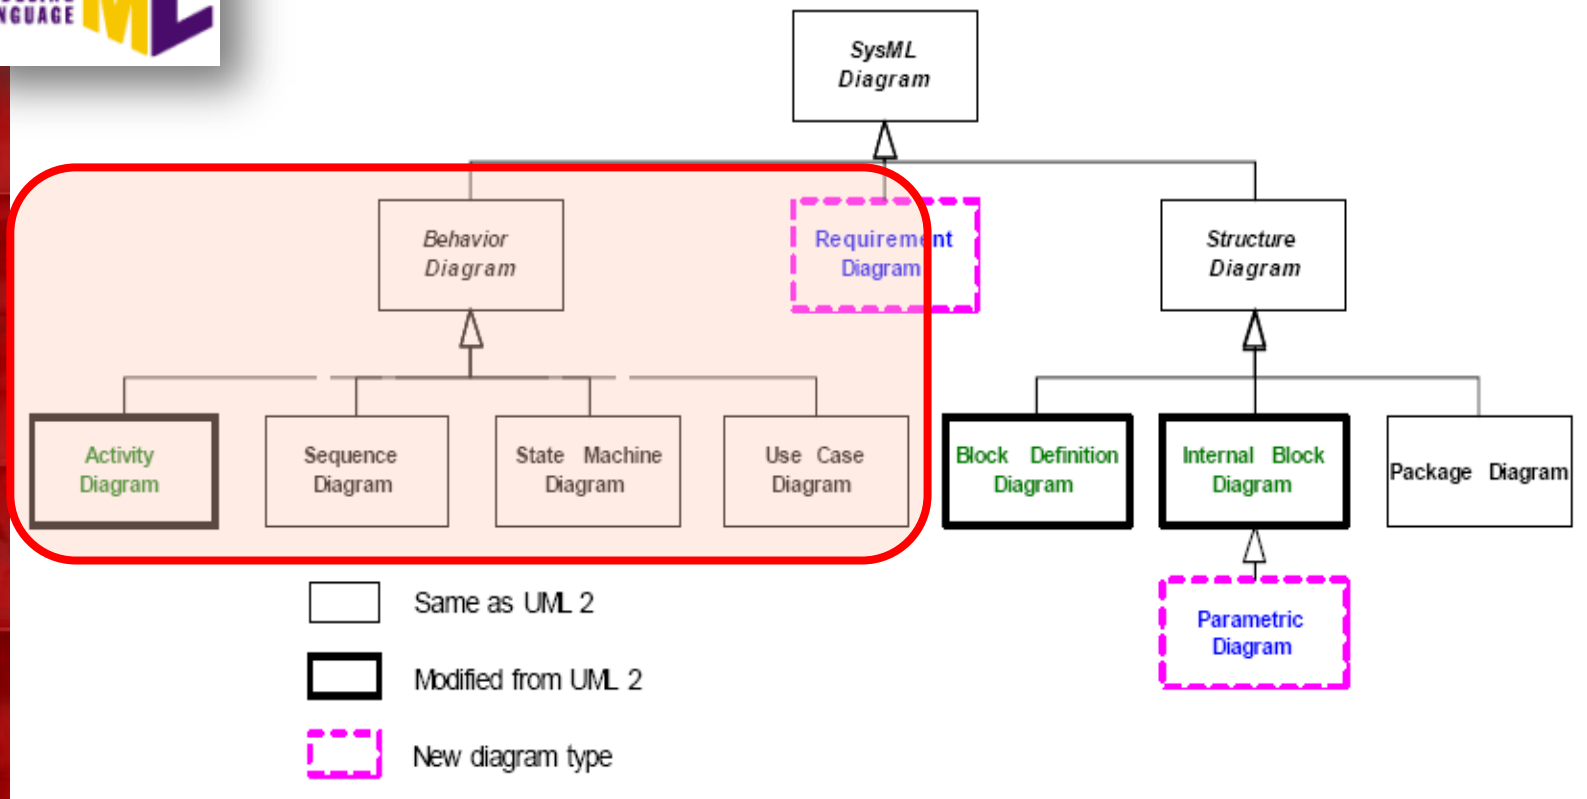 LANGUAGE
ML
SysML
Diagram
Behavior
Diagram
Requirement
Diagram
Structure
Diagram
Activity
Diagram
Sequence
Diagram
State Machine
Diagram
Use Case
Diagram
Block Definition
Diagram
Internal Block
Diagram
Package Diagram
Parametric
Diagram
Same as UML 2
Modified from UML 2
New diagram type